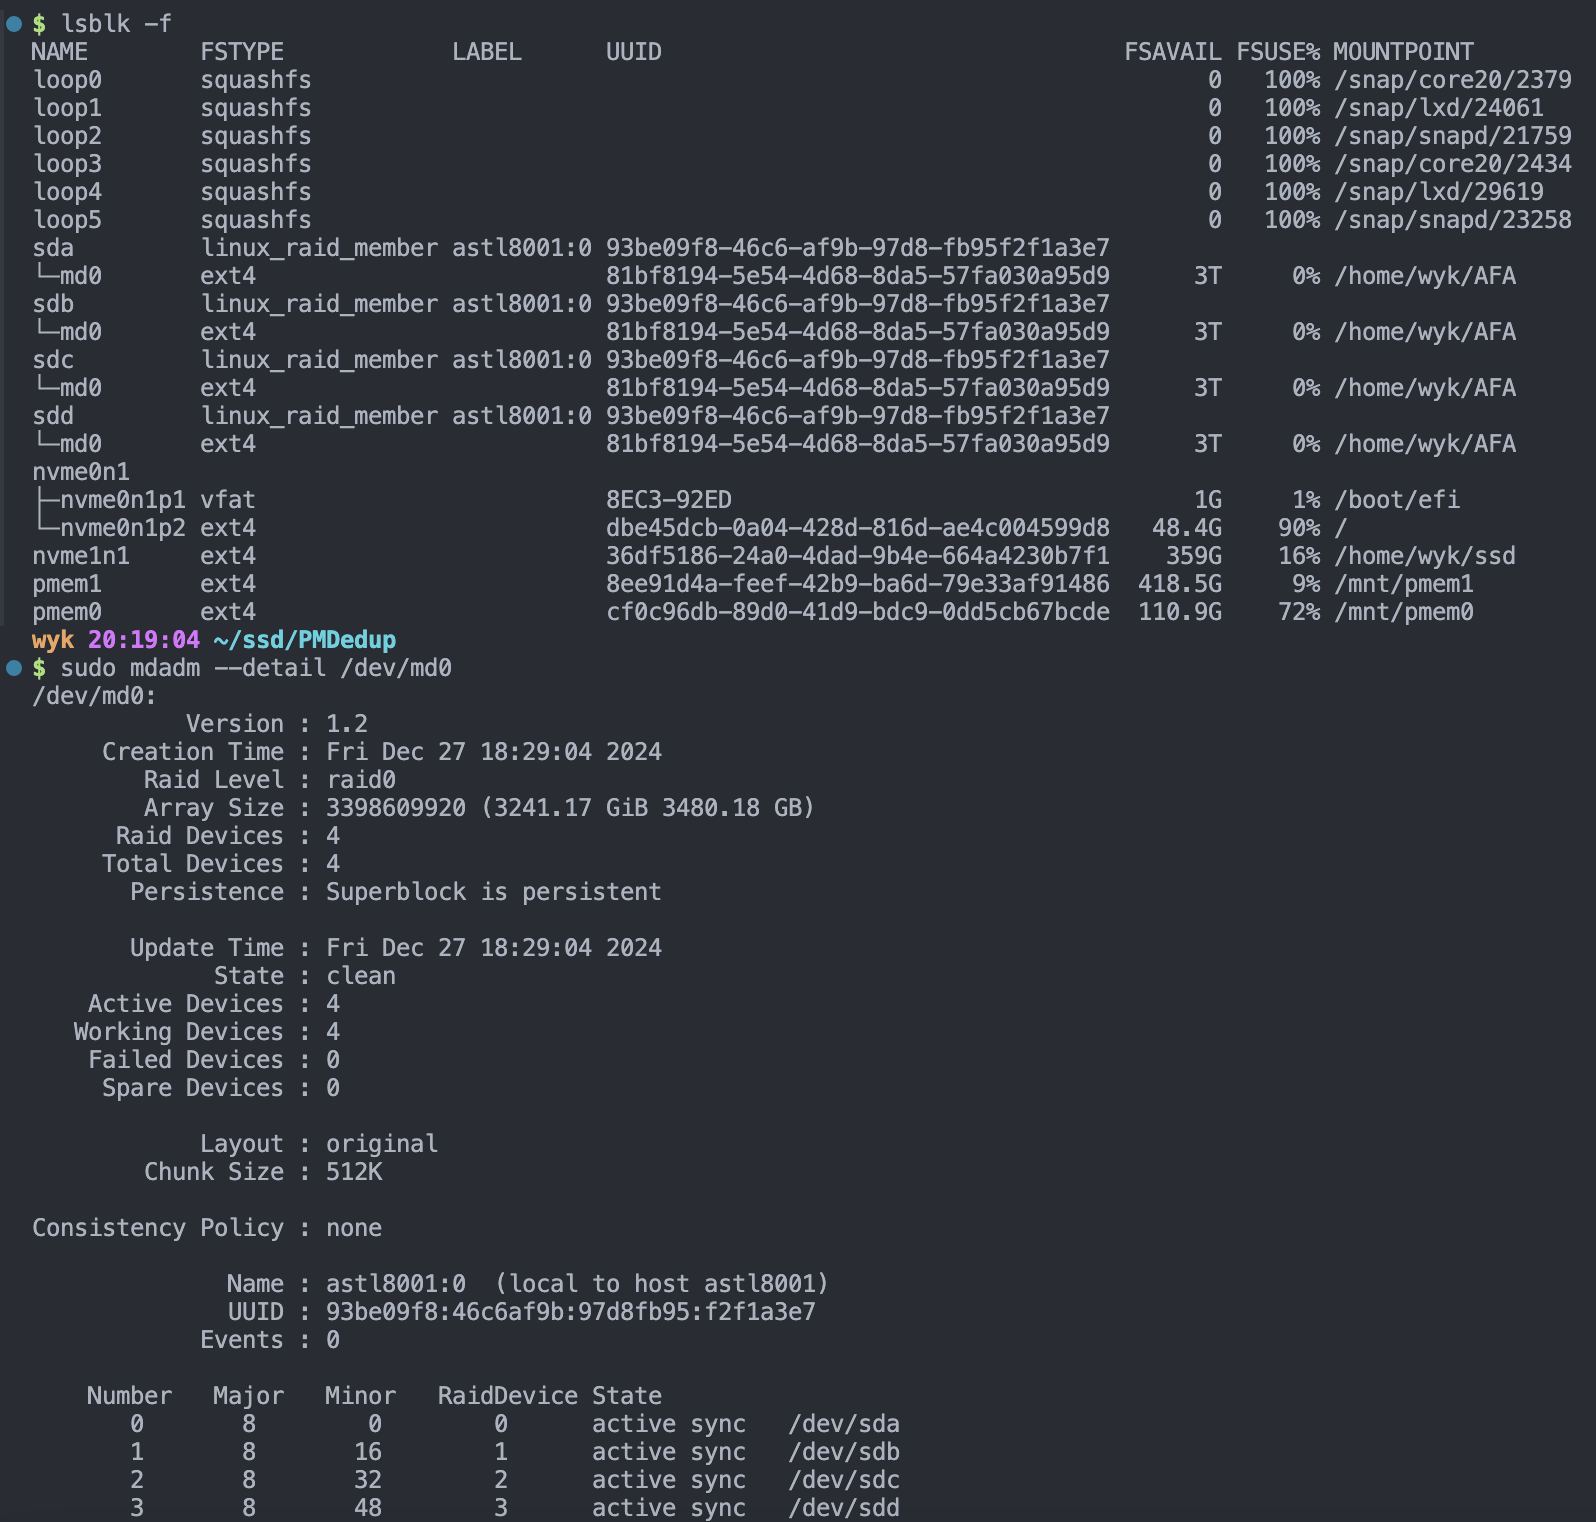 $ lsblk -f
NAME        FSTYPE            LABEL      UUID                                 FSAVAIL FSUSE% MOUNTPOINT
loop0       squashfs                                                                0   100% /snap/core20/2379
loop1       squashfs                                                                0   100% /snap/lxd/24061
loop2       squashfs                                                                0   100% /snap/snapd/21759
loop3       squashfs                                                                0   100% /snap/core20/2434
loop4       squashfs                                                                0   100% /snap/lxd/29619
loop5       squashfs                                                                0   100% /snap/snapd/23258
sda         linux_raid_member astl8001:0 93be09f8-46c6-af9b-97d8-fb95f2f1a3e7
└─md0       ext4                         81bf8194-5e54-4d68-8da5-57fa030a95d9      3T     0% /home/wyk/AFA
sdb         linux_raid_member astl8001:0 93be09f8-46c6-af9b-97d8-fb95f2f1a3e7
└─md0       ext4                         81bf8194-5e54-4d68-8da5-57fa030a95d9      3T     0% /home/wyk/AFA
sdc         linux_raid_member astl8001:0 93be09f8-46c6-af9b-97d8-fb95f2f1a3e7
└─md0       ext4                         81bf8194-5e54-4d68-8da5-57fa030a95d9      3T     0% /home/wyk/AFA
sdd         linux_raid_member astl8001:0 93be09f8-46c6-af9b-97d8-fb95f2f1a3e7
└─md0       ext4                         81bf8194-5e54-4d68-8da5-57fa030a95d9      3T     0% /home/wyk/AFA
nvme0n1
├─nvme0n1p1 vfat                         8EC3-92ED                                 1G     1% /boot/efi
└─nvme0n1p2 ext4                         dbe45dcb-0a04-428d-816d-ae4c004599d8   48.4G    90% /
nvme1n1     ext4                         36df5186-24a0-4dad-9b4e-664a4230b7f1    359G    16% /home/wyk/ssd
pmem1       ext4                         8ee91d4a-feef-42b9-ba6d-79e33af91486  418.5G     9% /mnt/pmem1
pmem0       ext4                         cf0c96db-89d0-41d9-bdc9-0dd5cb67bcde  110.9G    72% /mnt/pmem0
wyk 20:19:04 ~/ssd/PMDedup
$ sudo mdadm --detail /dev/md0
/dev/md0:
           Version : 1.2
     Creation Time : Fri Dec 27 18:29:04 2024
        Raid Level : raid0
        Array Size : 3398609920 (3241.17 GiB 3480.18 GB)
      Raid Devices : 4
     Total Devices : 4
       Persistence : Superblock is persistent

       Update Time : Fri Dec 27 18:29:04 2024
             State : clean
    Active Devices : 4
   Working Devices : 4
    Failed Devices : 0
     Spare Devices : 0

            Layout : original
        Chunk Size : 512K

Consistency Policy : none

              Name : astl8001:0  (local to host astl8001)
              UUID : 93be09f8:46c6af9b:97d8fb95:f2f1a3e7
            Events : 0

    Number   Major   Minor   RaidDevice State
       0       8        0        0      active sync   /dev/sda
       1       8       16        1      active sync   /dev/sdb
       2       8       32        2      active sync   /dev/sdc
       3       8       48        3      active sync   /dev/sdd